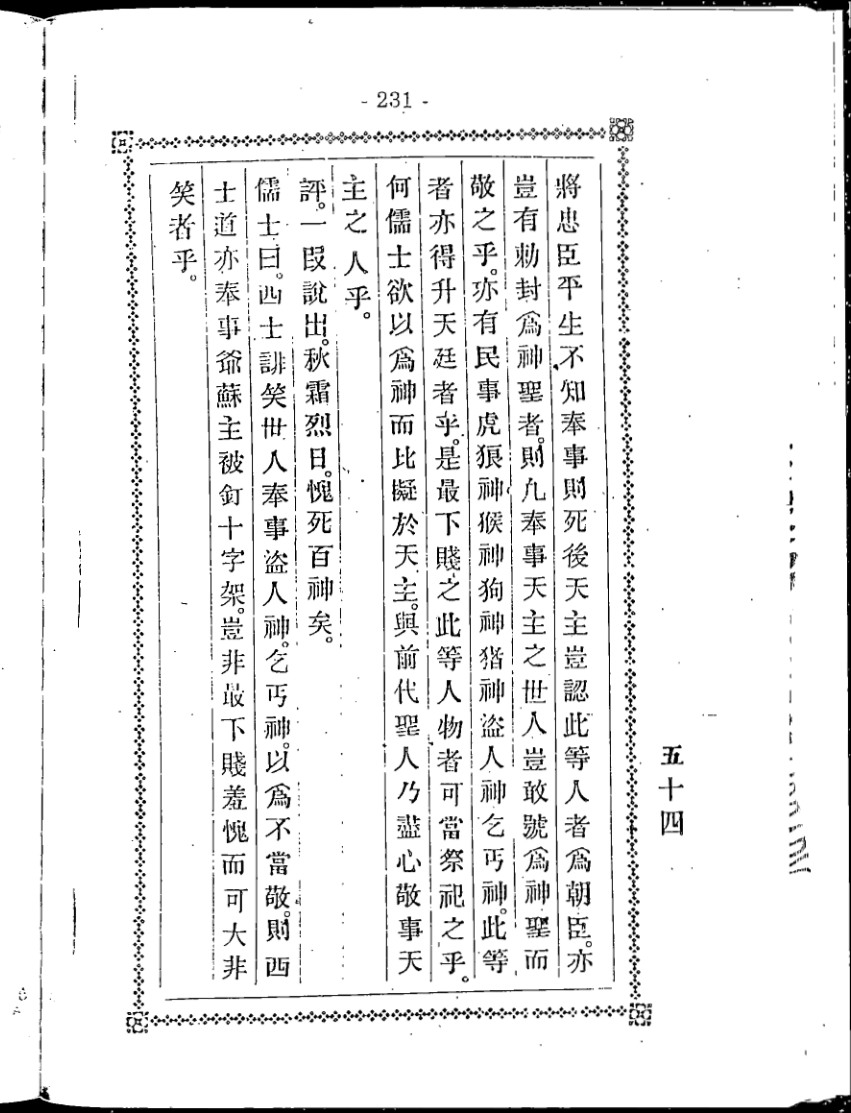 - 231 -
五十四
將忠臣平生不知奉事則死後天主豈認此等人者爲朝臣。亦
豈有勅封爲神聖者。則凢奉事天主之世人豈敢號爲神聖而
敬之乎。亦有民事虎狼神猴神狗神猪神盜人神乞丐神。此等
者亦得升天廷者乎。是最下賤之此等人物者可當祭祀之乎。
何儒士欲以爲神而比擬於天主。與前代聖人乃盡心敬事天
主之人乎。
評。一段說出。秋霜烈日。愧死百神矣。
儒士曰。西士誹笑世人奉事盜人神。乞丐神。以爲不當敬。則西
士道亦奉事爺蘇主被釘十字架。豈非最下賤羞愧而可大非
笑者乎。